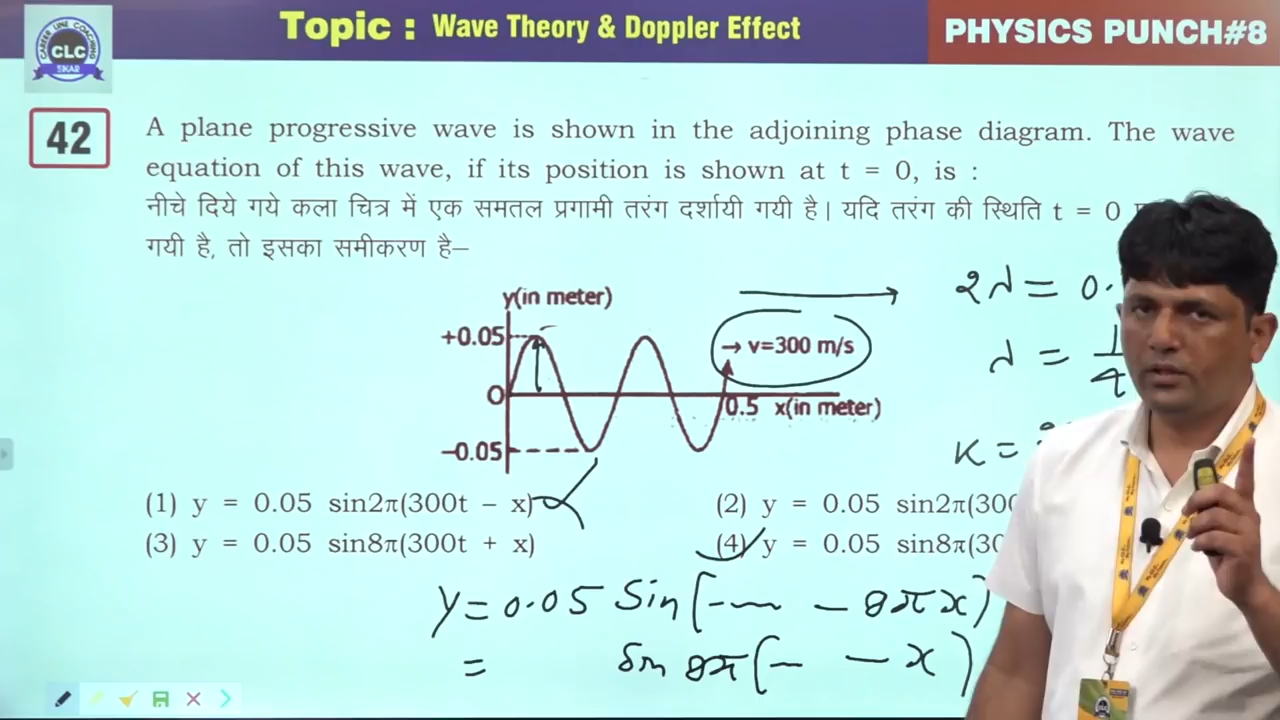 CAREER LINE COACHING
CLC
SIKAR
Topic : Wave Theory & Doppler Effect
PHYSICS PUNCH#8
42
A plane progressive wave is shown in the adjoining phase diagram. The wave
equation of this wave, if its position is shown at t = 0, is :
नीचे दिये गये कला चित्र में एक समतल प्रगामी तरंग दर्शायी गयी है। यदि तरंग की स्थिति t = 0
गयी है, तो इसका समीकरण है–
y(in meter)
+0.05
O
–0.05
→ v=300 m/s
0.5 x(in meter)
2λ = 0.
λ = 1/4
K =
(1) y = 0.05 sin2π(300t – x)
(2) y = 0.05 sin2π(300
(3) y = 0.05 sin8π(300t + x)
(4) y = 0.05 sin8π(30
y = 0.05 Sin(-- – 8πx)
= Sin 8π(– – x)